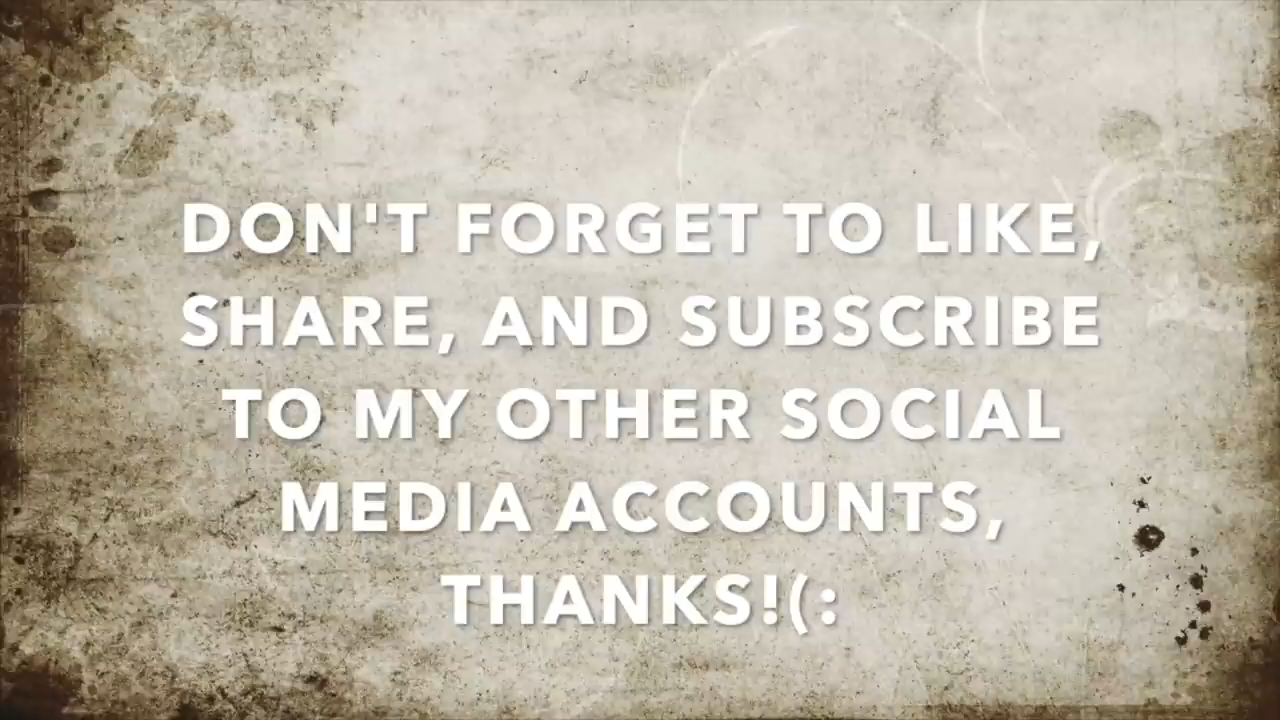 DON'T FORGET TO LIKE,
SHARE, AND SUBSCRIBE
TO MY OTHER SOCIAL
MEDIA ACCOUNTS,
THANKS!(: